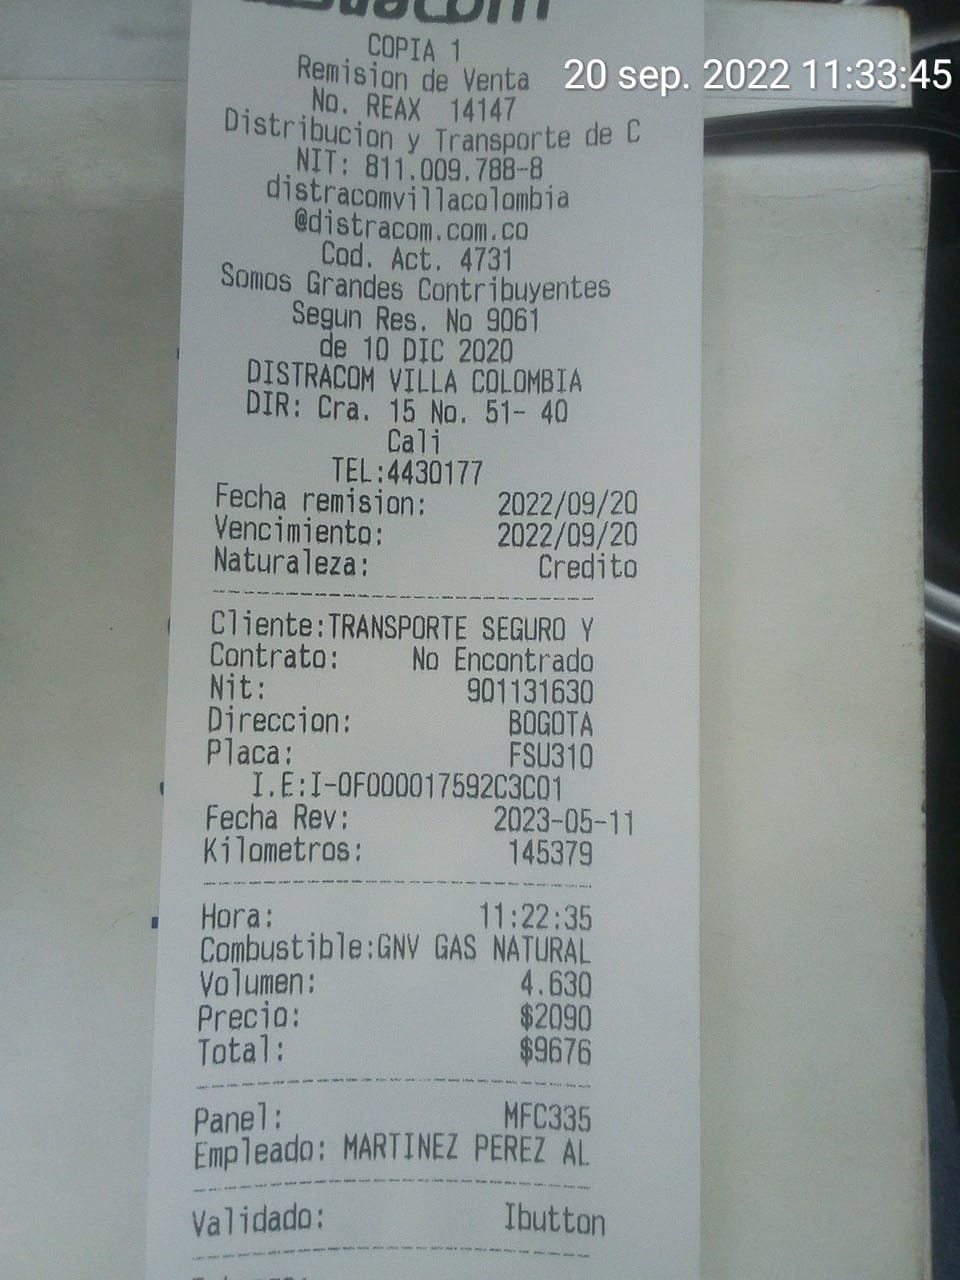 COPIA 1
Remision de Venta
20 sep. 2022 11:33:45
No. REAX 14147
Distribucion y Transporte de C
NIT: 811.009.788-8
distracomvillacolombia
@distracom.com.co
Cod. Act. 4731
Somos Grandes Contribuyentes
Segun Res. No 9061
de 10 DIC 2020
DISTRACOM VILLA COLOMBIA
DIR: Cra. 15 No. 51- 40
Cali
TEL:4430177
Fecha remision: 2022/09/20
Vencimiento: 2022/09/20
Naturaleza: Credito
Cliente:TRANSPORTE SEGURO Y
Contrato: No Encontrado
Nit: 901131630
Direccion: BOGOTA
Placa: FSU310
I.E:I-0F000017592C3C01
Fecha Rev: 2023-05-11
Kilometros: 145379
Hora: 11:22:35
Combustible:GNV GAS NATURAL
Volumen: 4.630
Precio: $2090
Total: $9676
Panel: MFC335
Empleado: MARTINEZ PEREZ AL
Validado: Ibutton